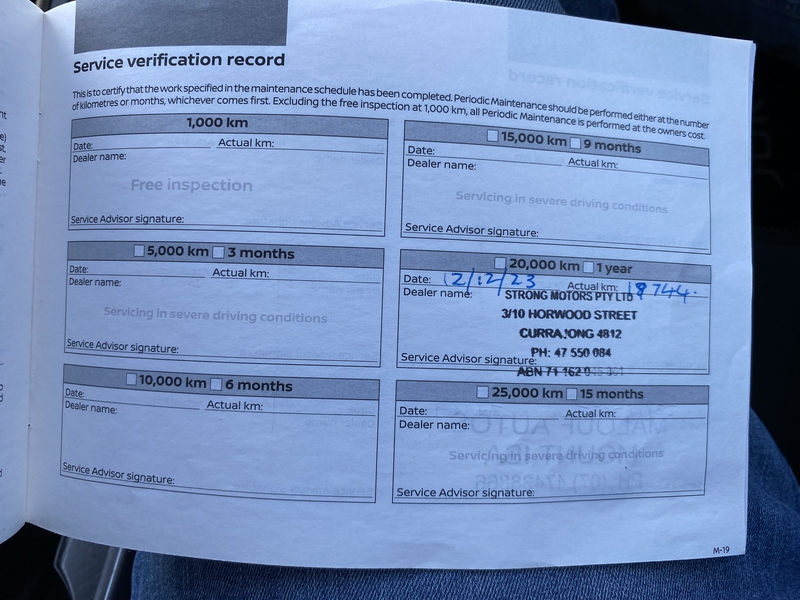 Service verification record
This is to certify that the work specified in the maintenance schedule has been completed. Periodic Maintenance should be performed either at the number
of kilometres or months, whichever comes first. Excluding the free inspection at 1,000 km, all Periodic Maintenance is performed at the owners cost.
1,000 km
Date: Actual km:
Dealer name:
Free inspection
Service Advisor signature:
5,000 km 3 months
Date: Actual km:
Dealer name:
Servicing in severe driving conditions
Service Advisor signature:
10,000 km 6 months
Date: Actual km:
Dealer name:
Service Advisor signature:
15,000 km 9 months
Date: Actual km:
Dealer name:
Servicing in severe driving conditions
Service Advisor signature:
20,000 km 1 year
Date: 12/12/23 Actual km: 18744.
Dealer name: STRONG MOTORS PTY LTD
3/10 HORWOOD STREET
CURRAJONG 4812
PH: 47 550 084
Service Advisor signature:
ABN 71 162
25,000 km 15 months
Date: Actual km:
Dealer name:
Servicing in severe driving conditions
Service Advisor signature:
M-19